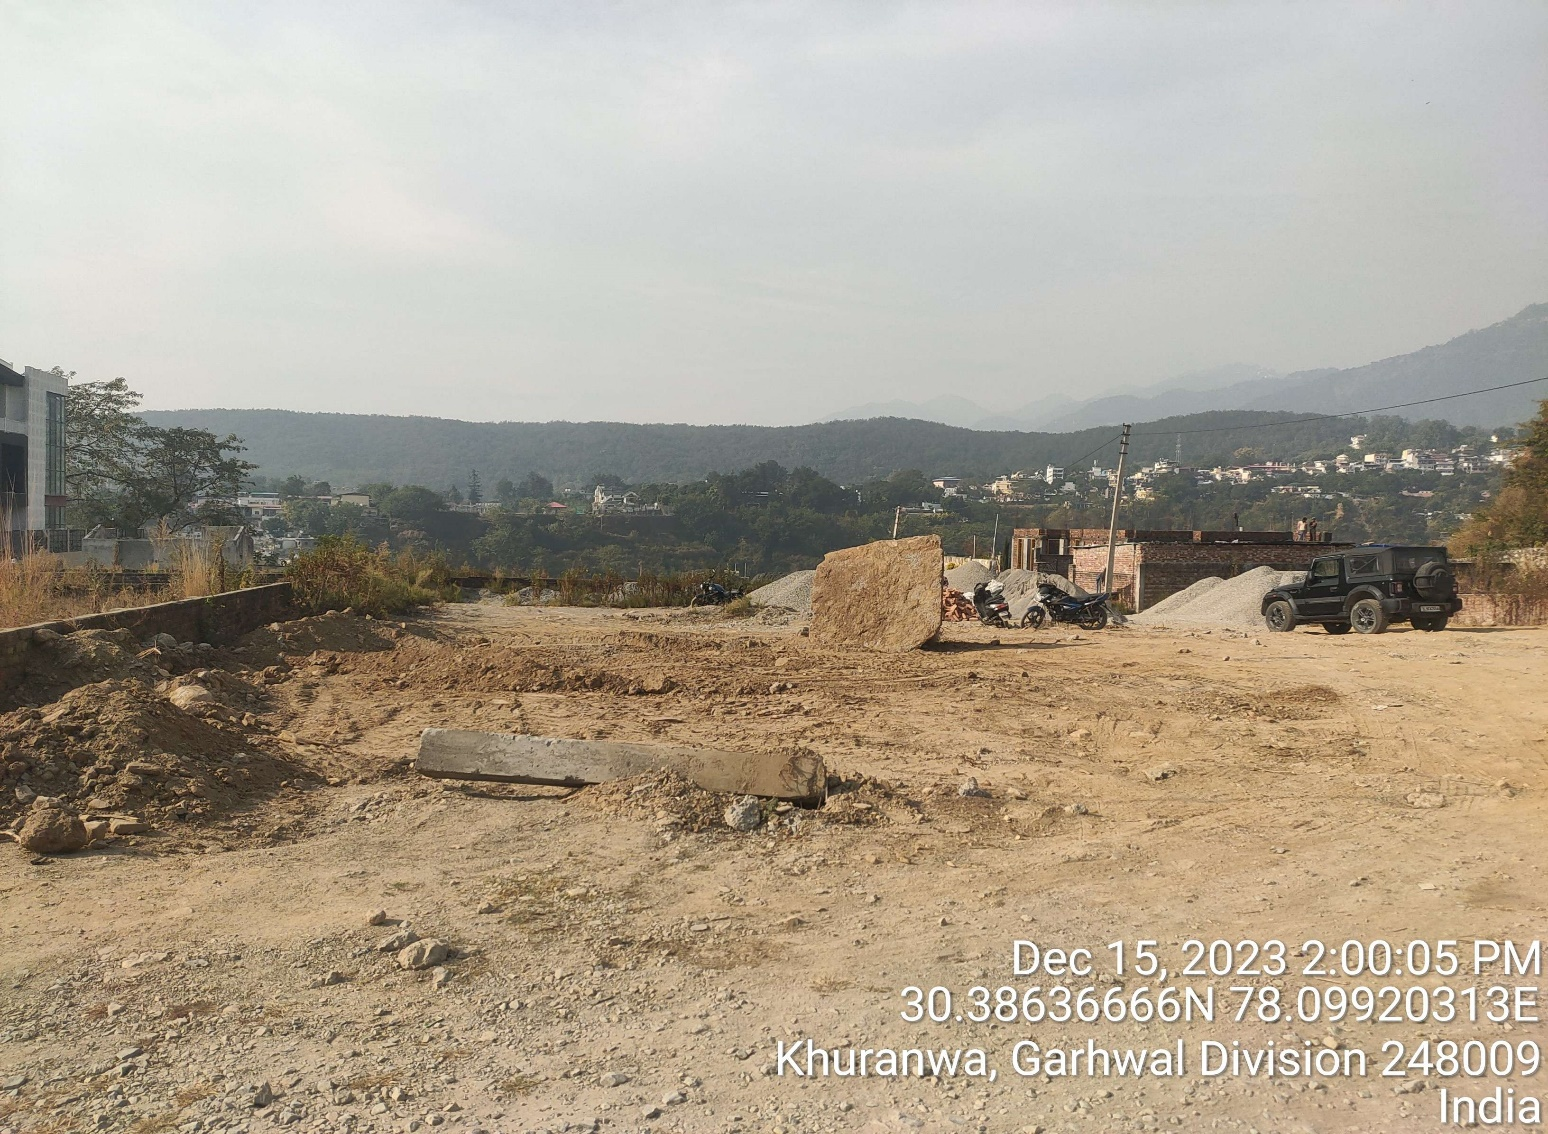 Dec 15, 2023 2:00:05 PM
30.38636666N 78.09920313E
Khuranwa, Garhwal Division 248009
India